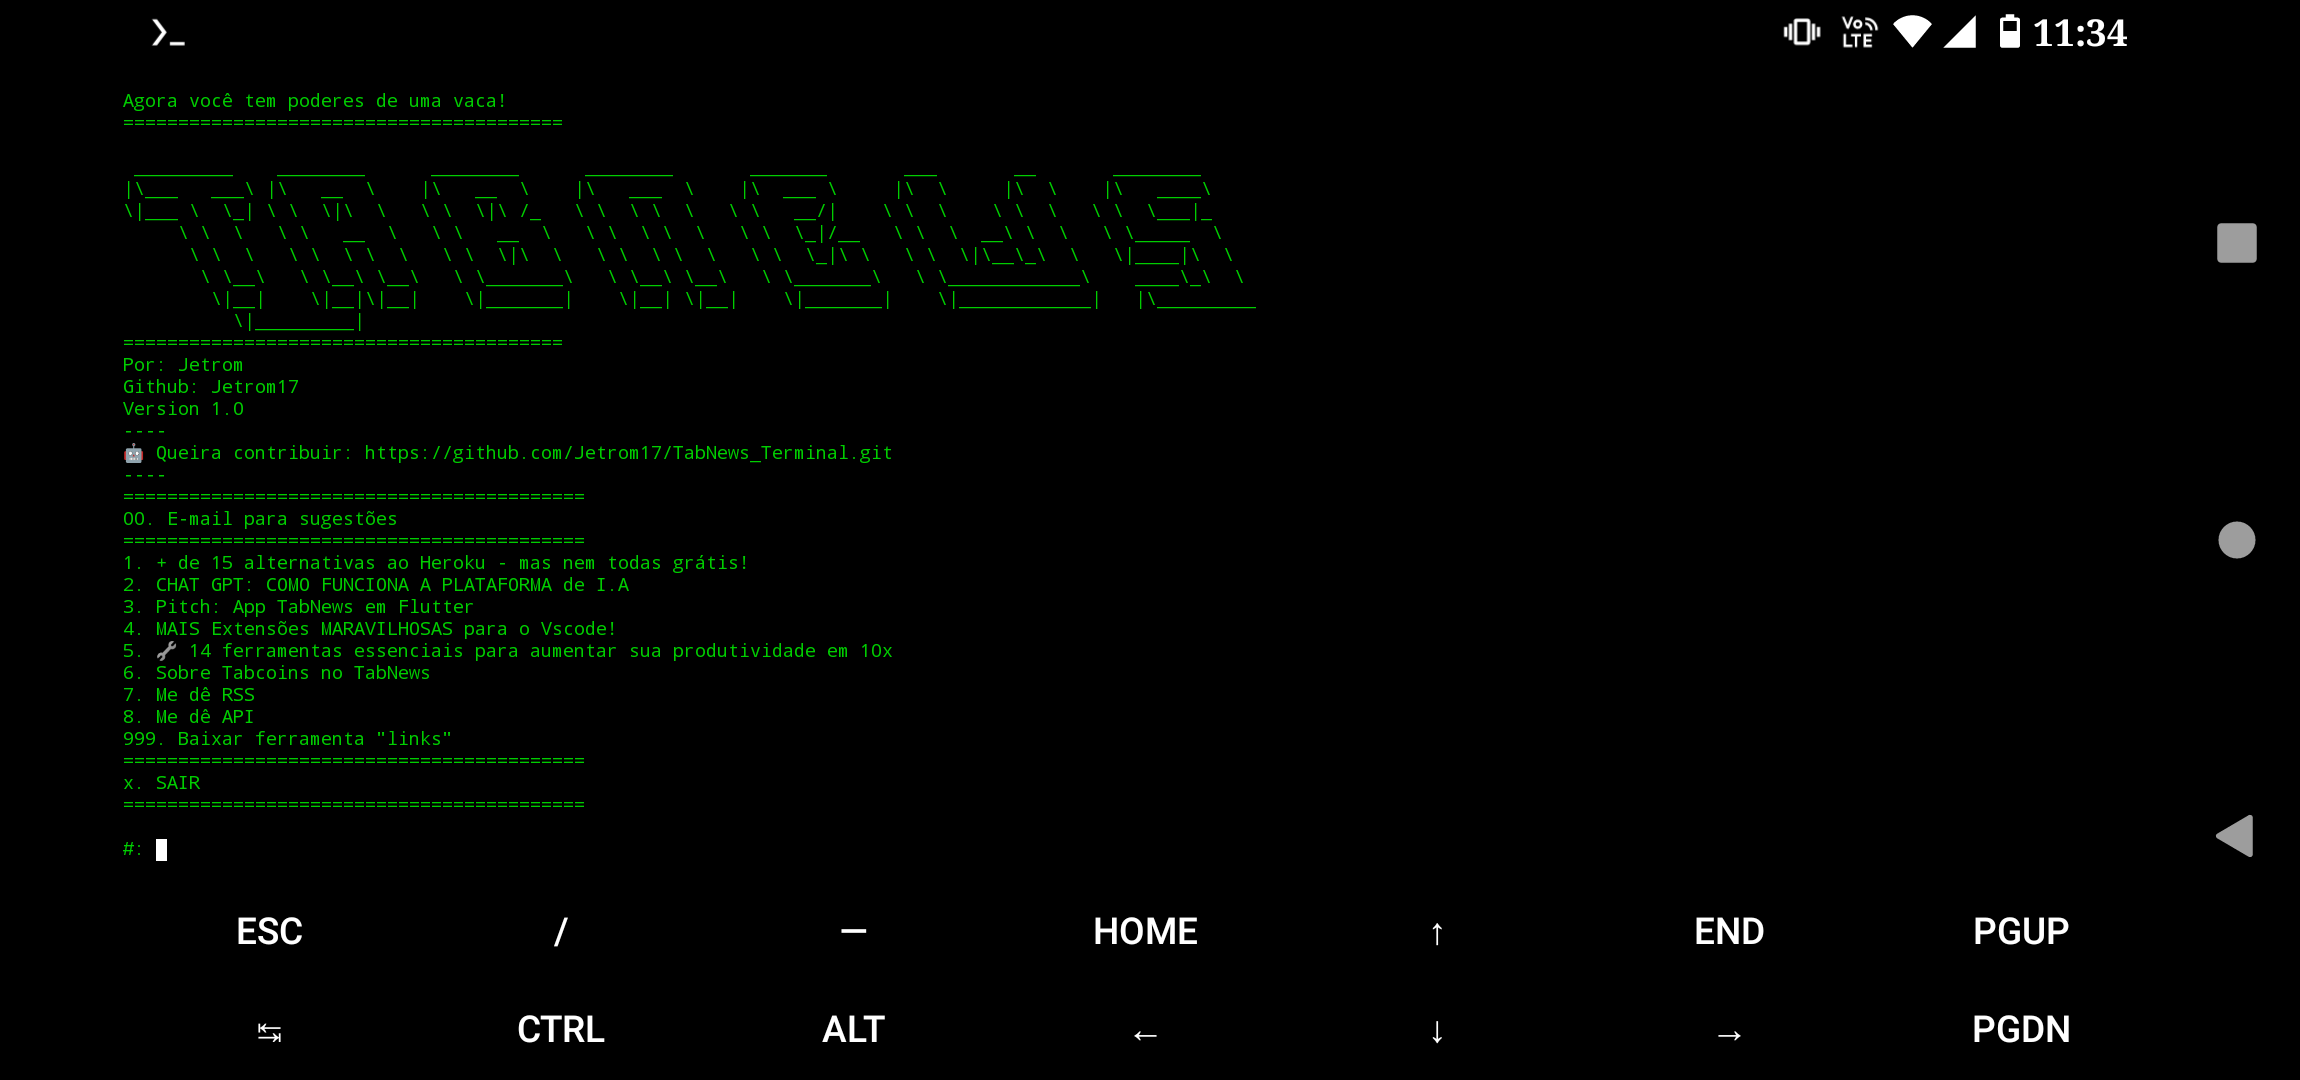 Vo LTE 11:34
Agora você tem poderes de uma vaca!
========================================
TABNEWS
========================================
Por: Jetrom
Github: Jetrom17
Version 1.0
----
🤖 Queira contribuir: https://github.com/Jetrom17/TabNews_Terminal.git
----
==========================================
00. E-mail para sugestões
==========================================
1. + de 15 alternativas ao Heroku - mas nem todas grátis!
2. CHAT GPT: COMO FUNCIONA A PLATAFORMA de I.A
3. Pitch: App TabNews em Flutter
4. MAIS Extensões MARAVILHOSAS para o Vscode!
5. 🔧 14 ferramentas essenciais para aumentar sua produtividade em 10x
6. Sobre Tabcoins no TabNews
7. Me dê RSS
8. Me dê API
999. Baixar ferramenta "links"
==========================================
x. SAIR
==========================================
#:
ESC / — HOME ↑ END PGUP
↹ CTRL ALT ← ↓ → PGDN